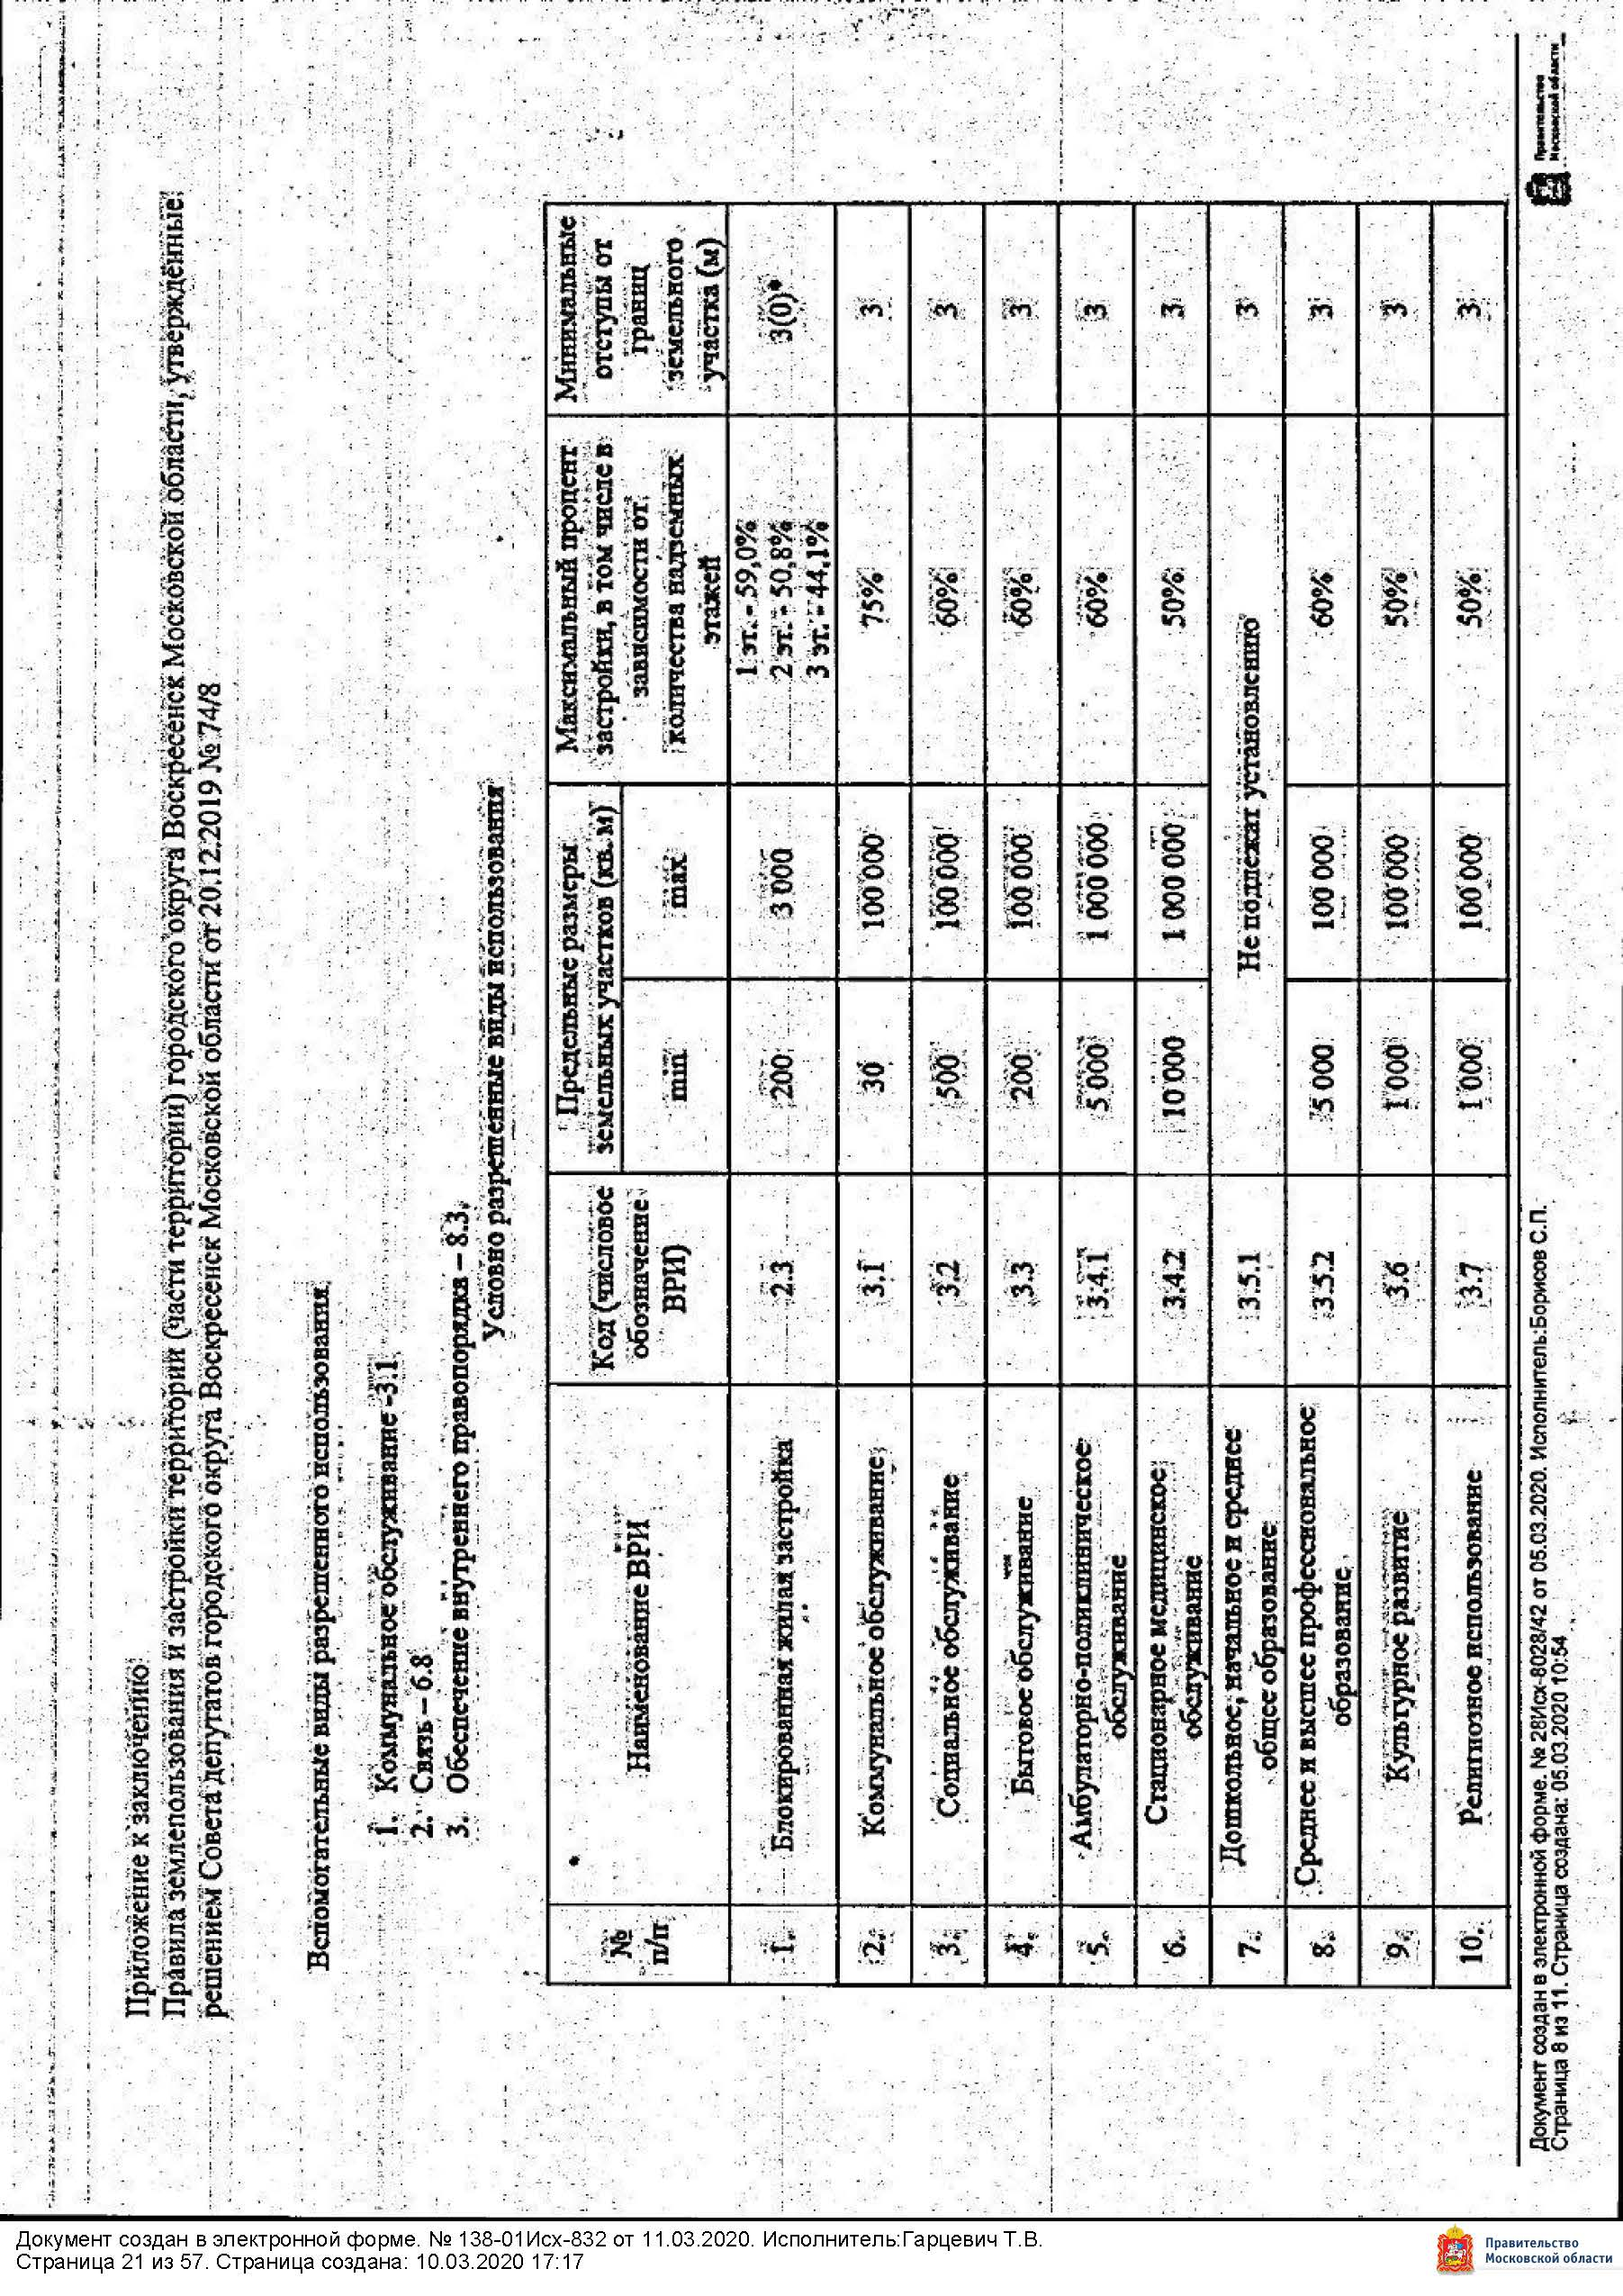 Приложение к заключению
Правила землепользования и застройки территории (части территории) городского округа Воскресенск Московской области, утверждённые
решением Совета депутатов городского округа Воскресенск Московской области от 20.12.2019 № 74/8
Вспомогательные виды разрешенного использования
1. Коммунальное обслуживание -3.1
2. Связь – 6.8
3. Обеспечение внутреннего правопорядка – 8.3.
Условно разрешенные виды использования
№
п/п
Наименование ВРИ
Код (числовое
обозначение
ВРИ)
Предельные размеры
земельных участков (кв. м)
min
max
Максимальный процент
застройки, в том числе в
зависимости от
количества надземных
этажей
Минимальные
отступы от
границ
земельного
участка (м)
1. Блокированная жилая застройка 2.3 200 3 000
1 эт. - 59,0%
2 эт. - 50,8%
3 эт. - 44,1%
3(0)*
2. Коммунальное обслуживание 3.1 30 100 000 75% 3
3. Социальное обслуживание 3.2 500 100 000 60% 3
4. Бытовое обслуживание 3.3 200 100 000 60% 3
5. Амбулаторно-поликлиническое
обслуживание
3.4.1 5 000 1 000 000 60% 3
6. Стационарное медицинское
обслуживание
3.4.2 10 000 1 000 000 50% 3
7. Дошкольное, начальное и среднее
общее образование
3.5.1 Не подлежат установлению 3
8. Среднее и высшее профессиональное
образование
3.5.2 5 000 100 000 60% 3
9. Культурное развитие 3.6 1 000 100 000 50% 3
10. Религиозное использование 3.7 1 000 100 000 50% 3
Документ создан в электронной форме. № 28Исх-8028/42 от 05.03.2020. Исполнитель:Борисов С.П.
Страница 8 из 11. Страница создана: 05.03.2020 10:54
Правительство
Московской области
Документ создан в электронной форме. № 138-01Исх-832 от 11.03.2020. Исполнитель:Гарцевич Т.В.
Страница 21 из 57. Страница создана: 10.03.2020 17:17
Правительство
Московской области